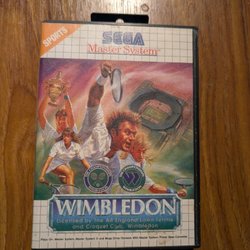 SPORTS
SEGA
Master System
WIMBLEDON
Licensed by The All England Lawn Tennis
and Croquet Club, Wimbledon